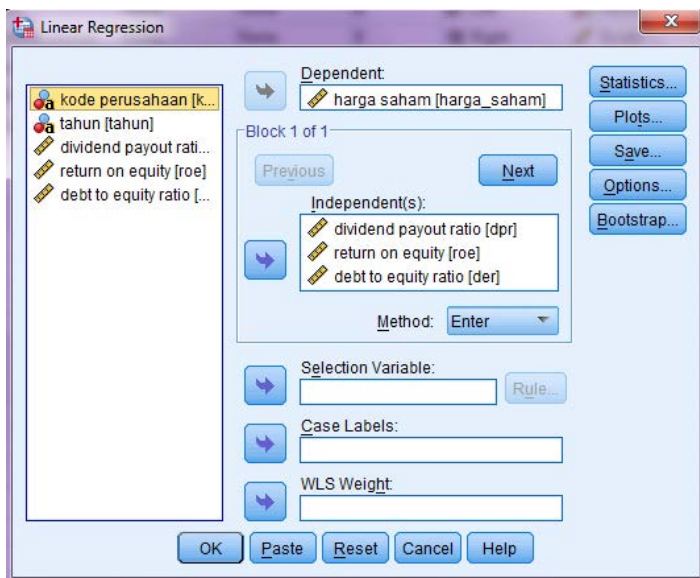 Linear Regression
kode perusahaan [k...
tahun [tahun]
dividend payout rati...
return on equity [roe]
debt to equity ratio [...
Dependent:
harga saham [harga_saham]
Block 1 of 1
Previous
Next
Independent(s):
dividend payout ratio [dpr]
return on equity [roe]
debt to equity ratio [der]
Method: Enter
Selection Variable:
Rule...
Case Labels:
WLS Weight:
Statistics...
Plots...
Save...
Options...
Bootstrap...
OK Paste Reset Cancel Help